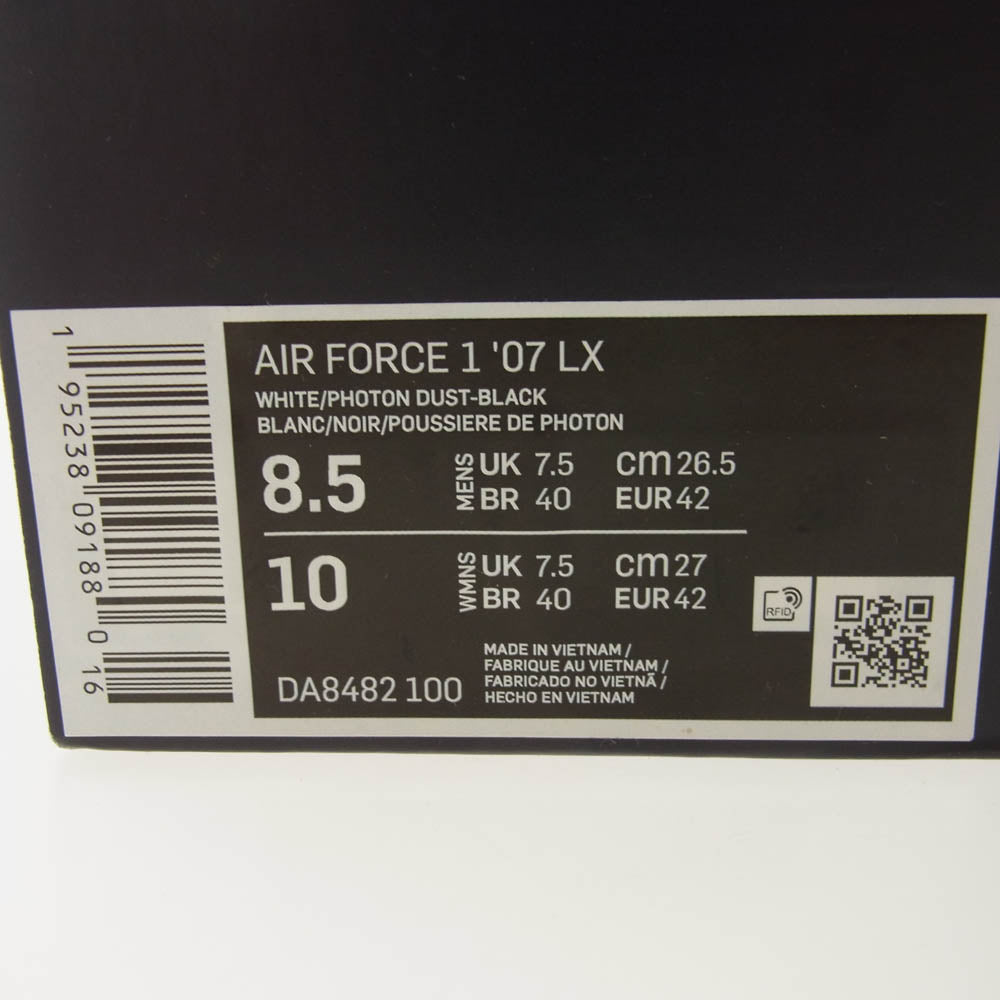 1 95238 09188 0 16
AIR FORCE 1 '07 LX
WHITE/PHOTON DUST-BLACK
BLANC/NOIR/POUSSIERE DE PHOTON
8.5 MENS UK 7.5 cm 26.5
BR 40 EUR 42
10 WMNS UK 7.5 cm 27
BR 40 EUR 42
RFID
DA8482 100
MADE IN VIETNAM /
FABRIQUE AU VIETNAM /
FABRICADO NO VIETNÃ /
HECHO EN VIETNAM